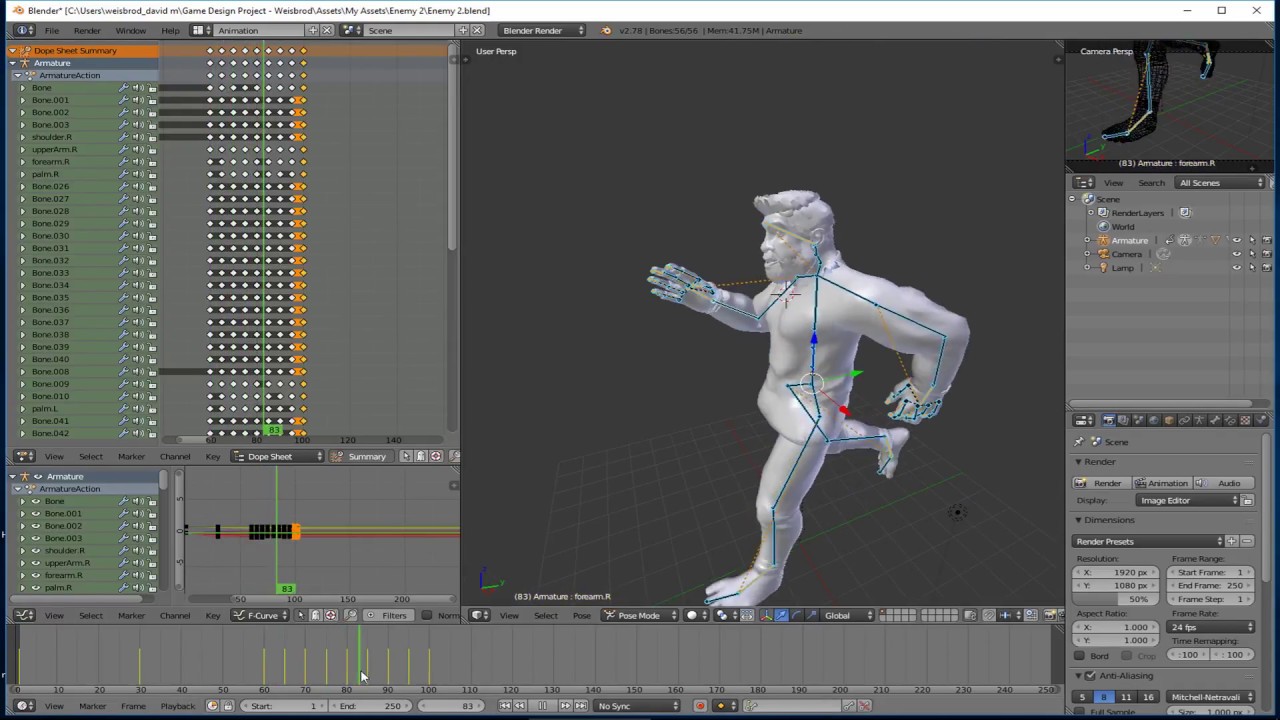 Blender* [C:\Users\weisbrod_david m\Game Design Project - Weisbrod\Assets\My Assets\Enemy 2\Enemy 2.blend]
File Render Window Help Animation Scene Blender Render v2.78 | Bones:56/56 | Mem:41.75M | Armature
Dope Sheet Summary
Armature
ArmatureAction
Bone
Bone.001
Bone.002
Bone.003
shoulder.R
upperArm.R
forearm.R
palm.R
Bone.026
Bone.027
Bone.028
Bone.029
Bone.030
Bone.031
Bone.032
Bone.033
Bone.034
Bone.035
Bone.036
Bone.037
Bone.038
Bone.039
Bone.040
Bone.008
Bone.009
Bone.010
palm.L
Bone.041
Bone.042
83
80 100 120 140
View Select Marker Channel Key Dope Sheet Summary
Armature
ArmatureAction
Bone
Bone.001
Bone.002
Bone.003
shoulder.R
upperArm.R
forearm.R
palm.R
5
0
83
50 100 200
View Select Marker Channel Key F-Curve Filters Norm
User Persp
(83) Armature : forearm.R
View Select Pose Pose Mode Global
Camera Persp
(83) Armature : forearm.R
View Search All Scenes
Scene
RenderLayers
World
Armature
Camera
Lamp
Scene
Render
Render Animation Audio
Display: Image Editor
Dimensions
Render Presets
Resolution: Frame Range:
X: 1920 px Start Frame: 1
Y: 1080 px End Frame: 250
50% Frame Step: 1
Aspect Ratio: Frame Rate:
X: 1.000 24 fps
Y: 1.000 Time Remapping:
Bord Crop :100 :100
Anti-Aliasing
5 8 11 16 Mitchell-Netravali
Full Sample Size: 1.000 px
0 10 20 30 40 50 60 70 80 90 100 110 120 130 140 150 160 170 180 190 200 210 220 230 240 250
View Marker Frame Playback Start: 1 End: 250 83 No Sync